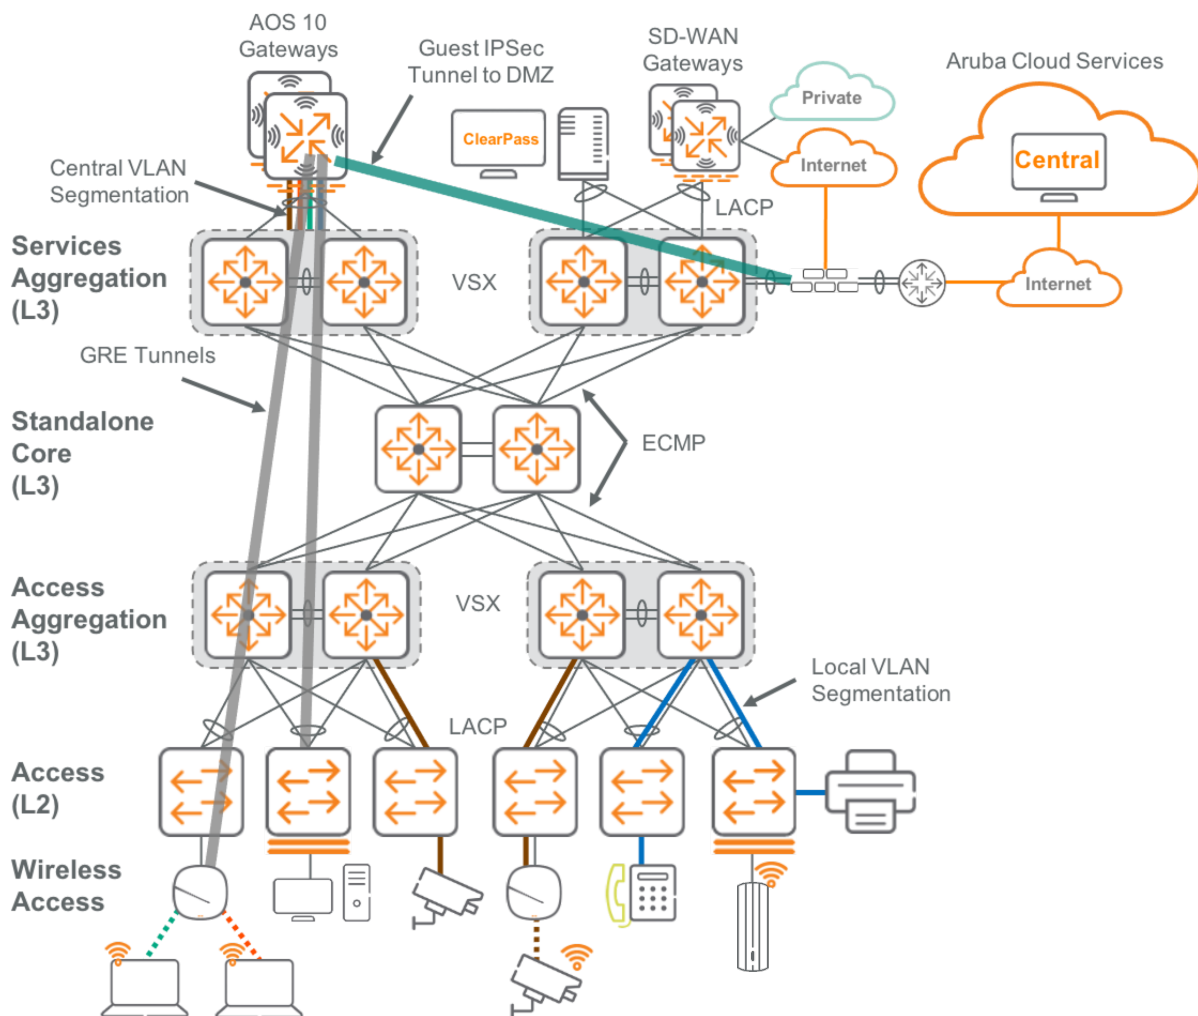 AOS 10
Gateways
Guest IPSec
Tunnel to DMZ
SD-WAN
Gateways
Aruba Cloud Services
Private
ClearPass
Internet
Central
Central VLAN
Segmentation
LACP
Services
Aggregation
(L3)
VSX
Internet
GRE Tunnels
Standalone
Core
(L3)
ECMP
Access
Aggregation
(L3)
VSX
Local VLAN
Segmentation
LACP
Access
(L2)
Wireless
Access